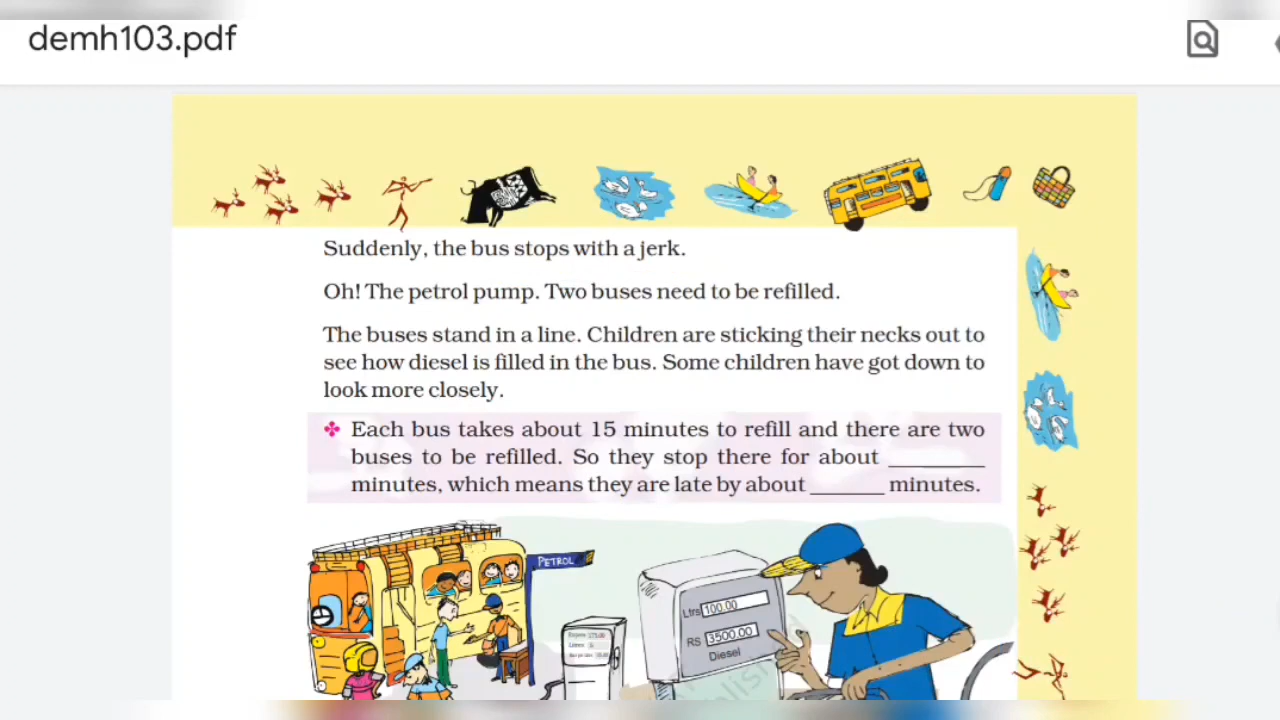 demh103.pdf
Suddenly, the bus stops with a jerk.
Oh! The petrol pump. Two buses need to be refilled.
The buses stand in a line. Children are sticking their necks out to
see how diesel is filled in the bus. Some children have got down to
look more closely.
Each bus takes about 15 minutes to refill and there are two
buses to be refilled. So they stop there for about ________
minutes, which means they are late by about ______ minutes.
PETROL
Ltrs 100.00
RS 3500.00
Diesel